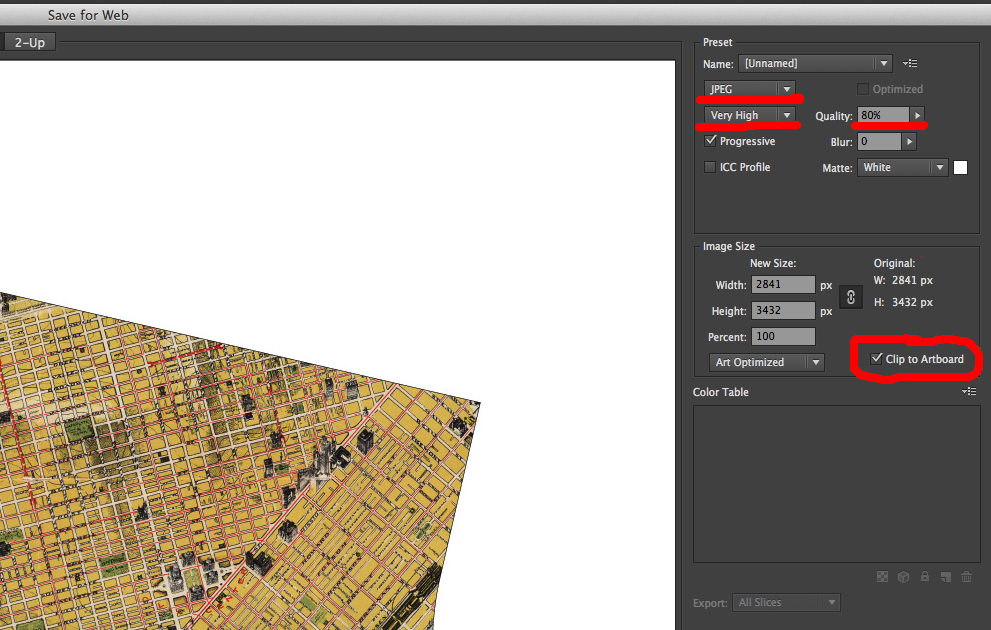 Save for Web
2-Up
Preset
Name: [Unnamed]
JPEG
Optimized
Very High
Quality: 80%
Progressive
Blur: 0
ICC Profile
Matte: White
Image Size
New Size:
Original:
Width: 2841 px
W: 2841 px
Height: 3432 px
H: 3432 px
Percent: 100
Art Optimized
Clip to Artboard
Color Table
Export: All Slices